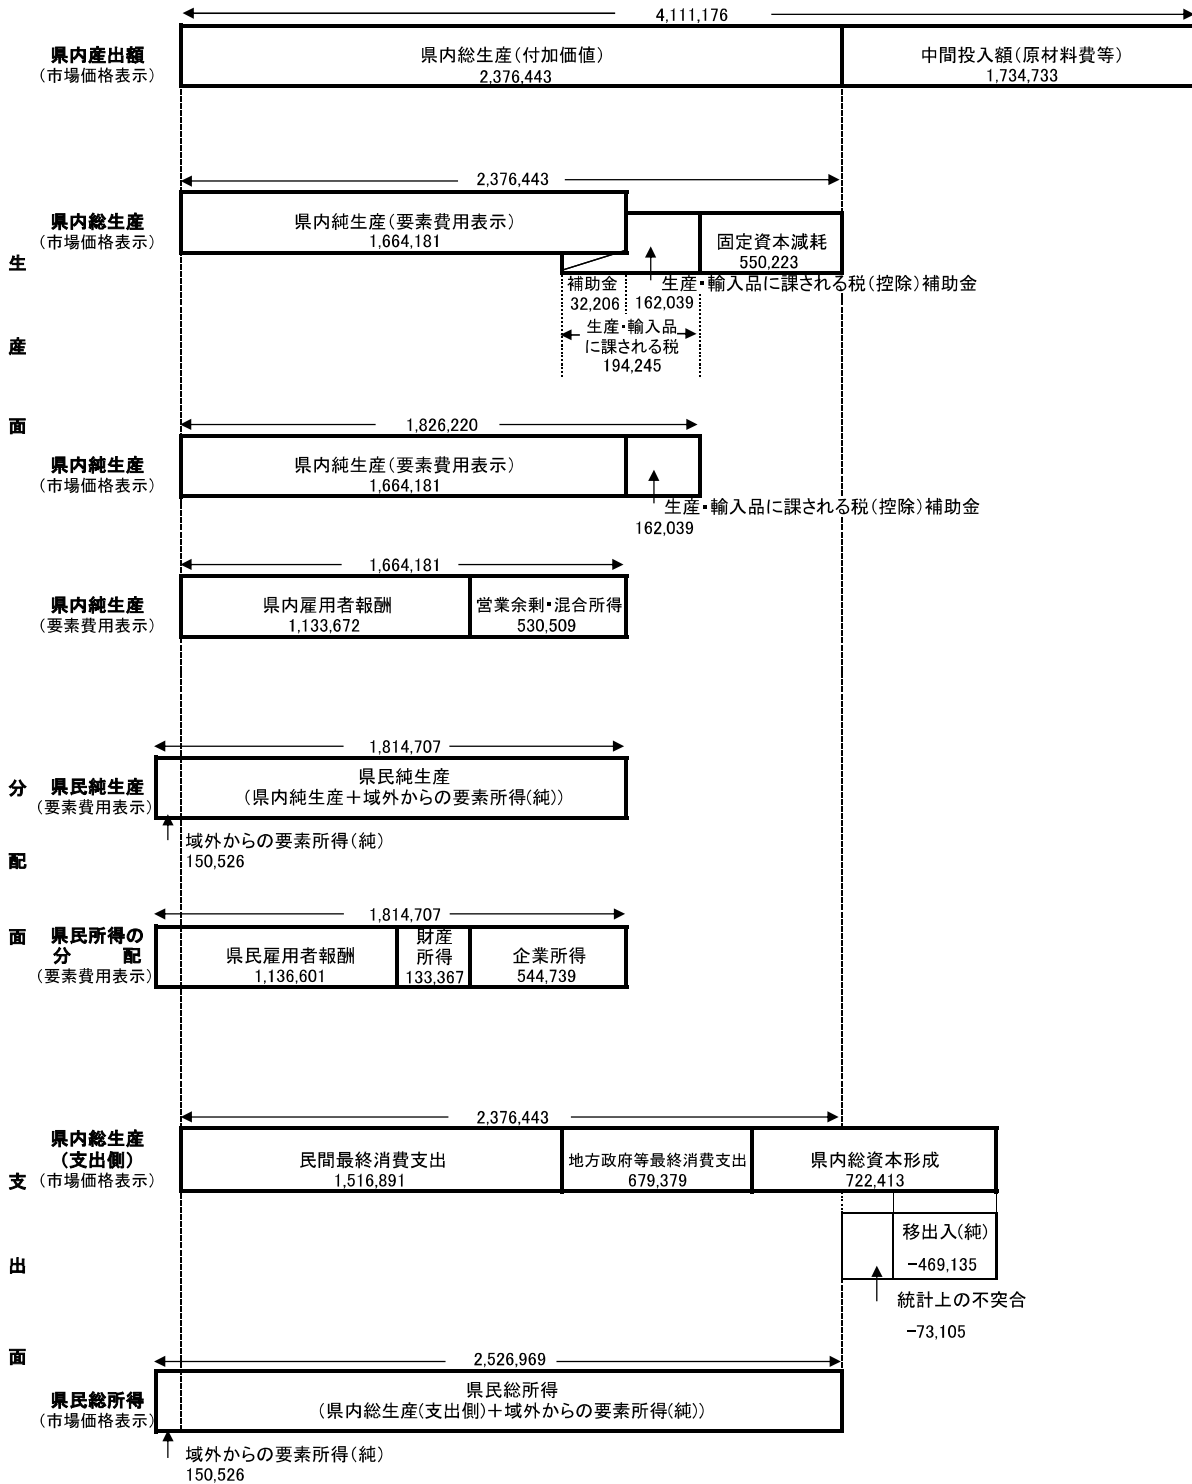 4,111,176
県内産出額
(市場価格表示)
県内総生産(付加価値)
2,376,443
中間投入額(原材料費等)
1,734,733
2,376,443
県内総生産
(市場価格表示)
県内純生産(要素費用表示)
1,664,181
固定資本減耗
550,223
生
補助金
32,206
生産・輸入品に課される税(控除)補助金
162,039
生産・輸入品
に課される税
194,245
産
面
1,826,220
県内純生産
(市場価格表示)
県内純生産(要素費用表示)
1,664,181
生産・輸入品に課される税(控除)補助金
162,039
1,664,181
県内純生産
(要素費用表示)
県内雇用者報酬
1,133,672
営業余剰・混合所得
530,509
1,814,707
分
県民純生産
(要素費用表示)
県民純生産
(県内純生産+域外からの要素所得(純))
域外からの要素所得(純)
150,526
配
1,814,707
面
県民所得の
分 配
(要素費用表示)
県民雇用者報酬
1,136,601
財産
所得
133,367
企業所得
544,739
2,376,443
県内総生産
(支出側)
(市場価格表示)
支
民間最終消費支出
1,516,891
地方政府等最終消費支出
679,379
県内総資本形成
722,413
移出入(純)
-469,135
出
統計上の不突合
-73,105
面
2,526,969
県民総所得
(市場価格表示)
県民総所得
(県内総生産(支出側)+域外からの要素所得(純))
域外からの要素所得(純)
150,526